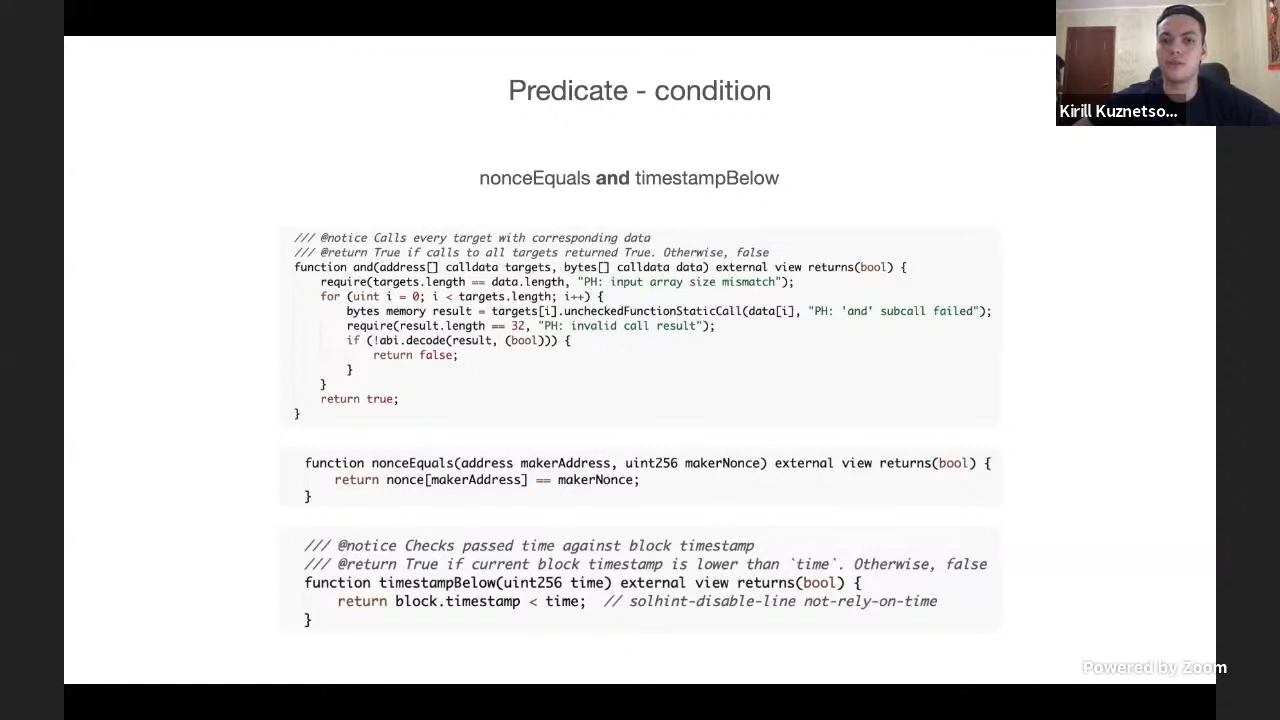 Predicate - condition
Kirill Kuznetso...
nonceEquals and timestampBelow
/// @notice Calls every target with corresponding data
/// @return True if calls to all targets returned True. Otherwise, false
function and(address[] calldata targets, bytes[] calldata data) external view returns(bool) {
require(targets.length == data.length, "PH: input array size mismatch");
for (uint i = 0; i < targets.length; i++) {
bytes memory result = targets[i].uncheckedFunctionStaticCall(data[i], "PH: 'and' subcall failed");
require(result.length == 32, "PH: invalid call result");
if (!abi.decode(result, (bool))) {
return false;
}
}
return true;
}
function nonceEquals(address makerAddress, uint256 makerNonce) external view returns(bool) {
return nonce[makerAddress] == makerNonce;
}
/// @notice Checks passed time against block timestamp
/// @return True if current block timestamp is lower than `time`. Otherwise, false
function timestampBelow(uint256 time) external view returns(bool) {
return block.timestamp < time; // solhint-disable-line not-rely-on-time
}
Powered by Zoom